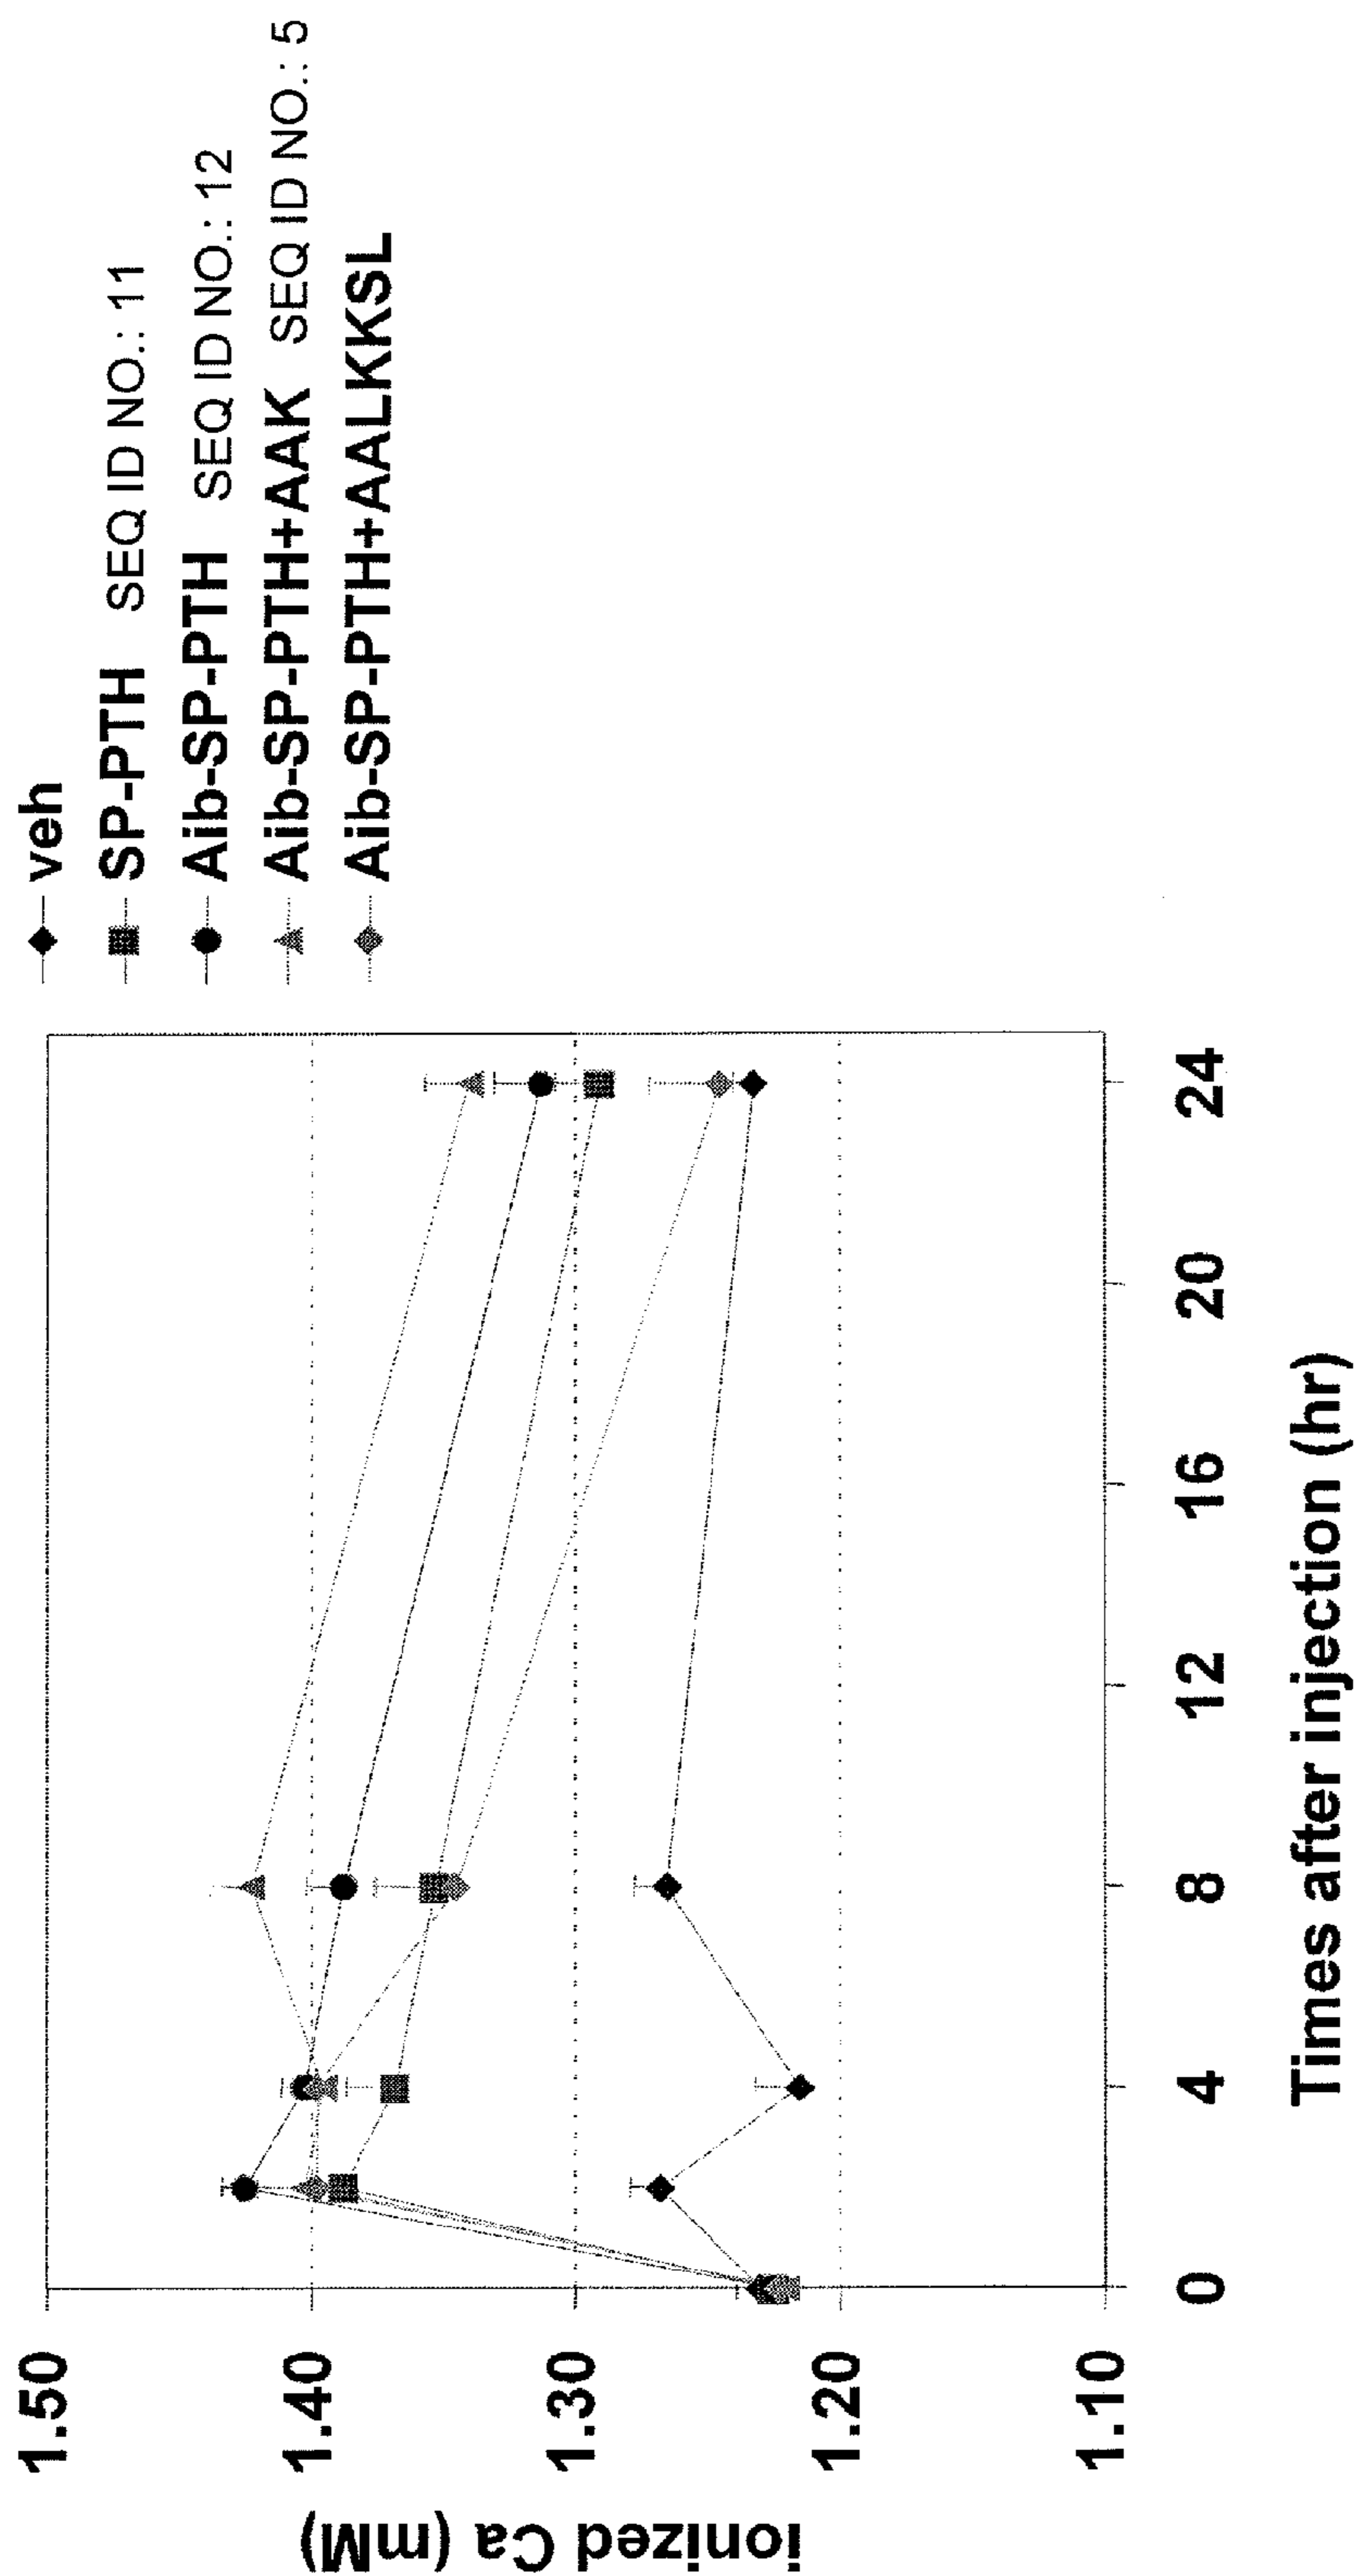 veh
SP-PTH SEQ ID NO.: 11
Aib-SP-PTH SEQ ID NO.: 12
Aib-SP-PTH+AAK SEQ ID NO.: 5
Aib-SP-PTH+AALKKSL
1.50
1.40
1.30
1.20
1.10
ionized Ca (mM)
0 4 8 12 16 20 24
Times after injection (hr)